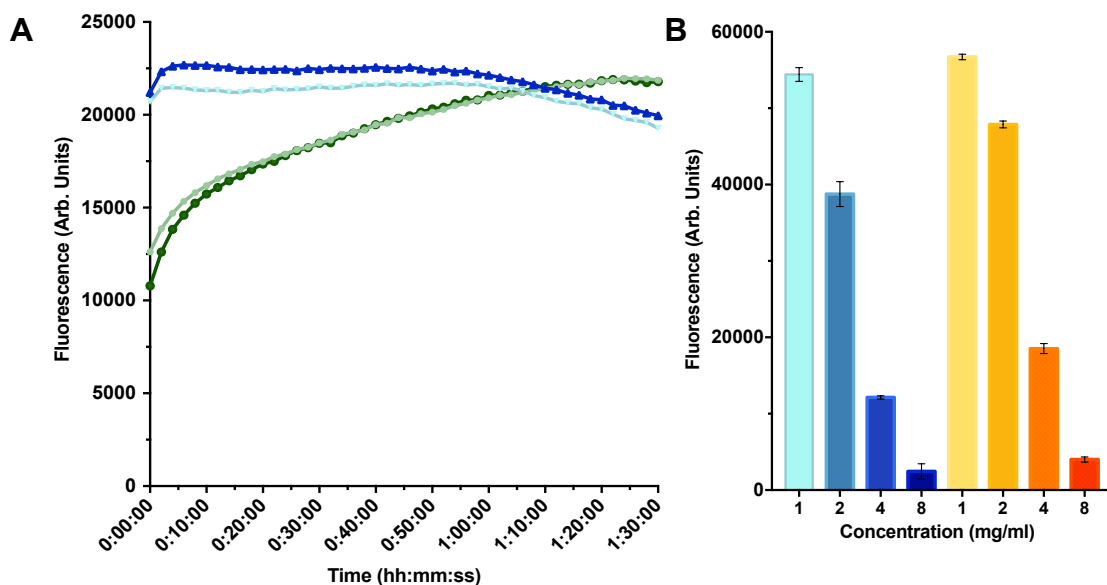 A
Fluorescence (Arb. Units)
25000
20000
15000
10000
5000
0
0:00:00
0:10:00
0:20:00
0:30:00
0:40:00
0:50:00
1:00:00
1:10:00
1:20:00
1:30:00
Time (hh:mm:ss)
B
Fluorescence (Arb. Units)
60000
40000
20000
0
1 2 4 8 1 2 4 8
Concentration (mg/ml)